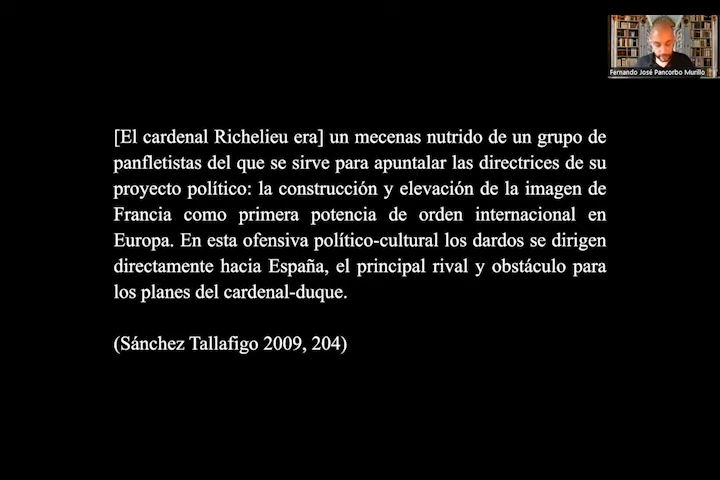 Fernando José Pancorbo Murillo
[El cardenal Richelieu era] un mecenas nutrido de un grupo de
panfletistas del que se sirve para apuntalar las directrices de su
proyecto político: la construcción y elevación de la imagen de
Francia como primera potencia de orden internacional en
Europa. En esta ofensiva político-cultural los dardos se dirigen
directamente hacia España, el principal rival y obstáculo para
los planes del cardenal-duque.
(Sánchez Tallafigo 2009, 204)